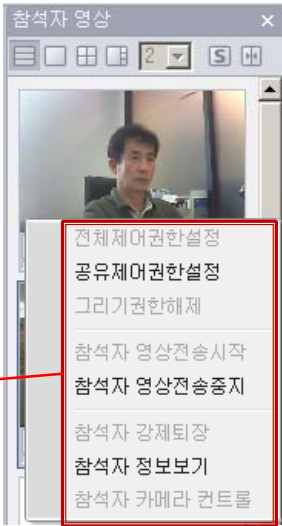 참석자 영상
2
S
전체제어권한설정
공유제어권한설정
그리기권한해제
참석자 영상전송시작
참석자 영상전송중지
참석자 강제퇴장
참석자 정보보기
참석자 카메라 컨트롤